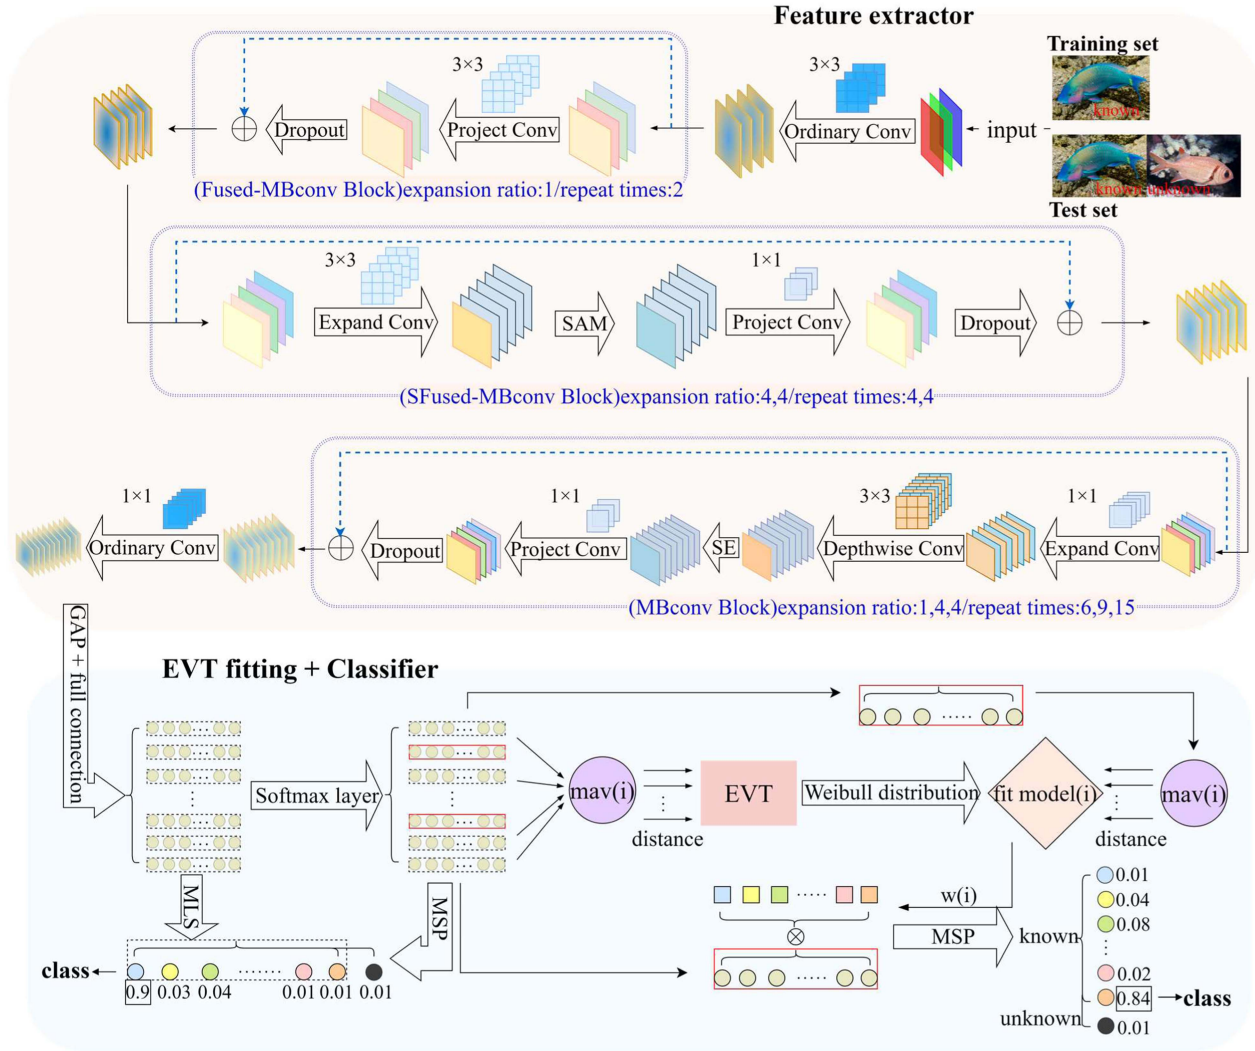 Feature extractor
Training set
known
known unknown
Test set
input
3×3
Ordinary Conv
3×3
Project Conv
Dropout
(Fused-MBconv Block)expansion ratio:1/repeat times:2
3×3
Expand Conv
SAM
1×1
Project Conv
Dropout
(SFused-MBconv Block)expansion ratio:4,4/repeat times:4,4
1×1
Expand Conv
3×3
Depthwise Conv
SE
1×1
Project Conv
Dropout
1×1
Ordinary Conv
(MBconv Block)expansion ratio:1,4,4/repeat times:6,9,15
GAP + full connection
EVT fitting + Classifier
Softmax layer
mav(i)
distance
EVT
Weibull distribution
fit model(i)
distance
mav(i)
MLS
MSP
class
0.9 0.03 0.04 ······· 0.01 0.01 0.01
w(i)
MSP
known
0.01
0.04
0.08
0.02
0.84
class
unknown
0.01